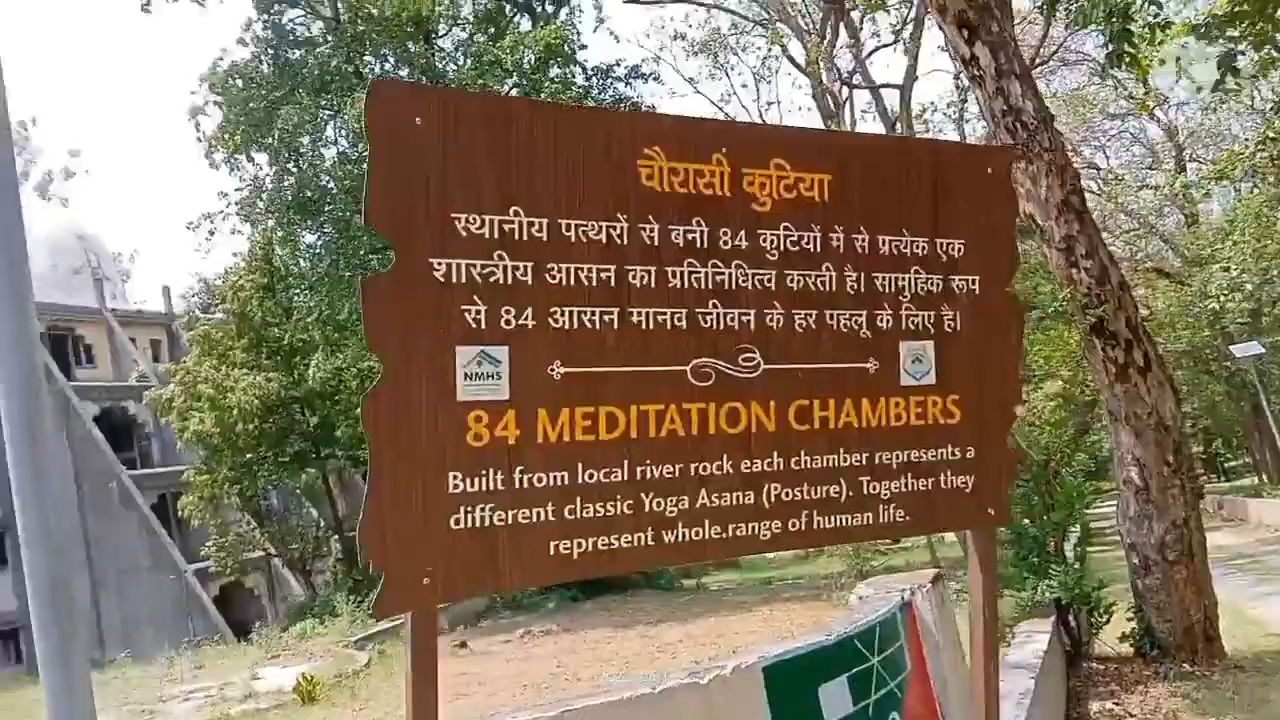 चौरासी कुटिया
स्थानीय पत्थरों से बनी 84 कुटियों में से प्रत्येक एक
शास्त्रीय आसन का प्रतिनिधित्व करती है। सामुहिक रूप
से 84 आसन मानव जीवन के हर पहलू के लिए है।
NMHS
84 MEDITATION CHAMBERS
Built from local river rock each chamber represents a
different classic Yoga Asana (Posture). Together they
represent whole.range of human life.